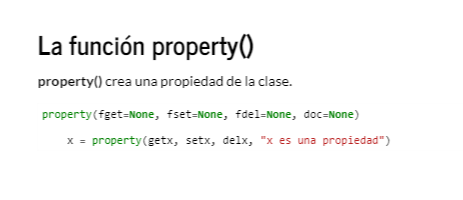 La función property()
property() crea una propiedad de la clase.
property(fget=None, fset=None, fdel=None, doc=None)
x = property(getx, setx, delx, "x es una propiedad")